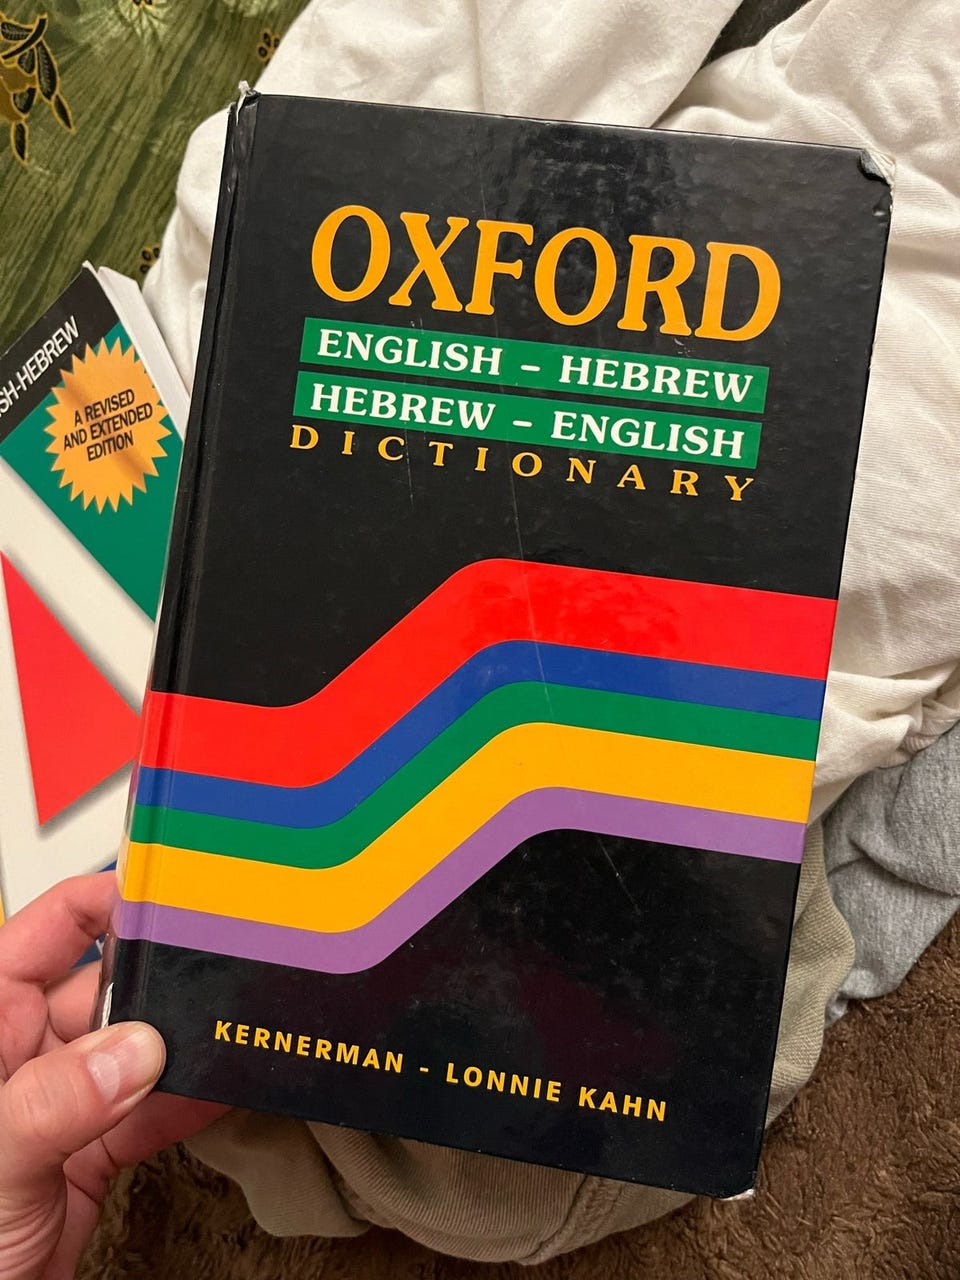 OXFORD
ENGLISH – HEBREW
HEBREW – ENGLISH
DICTIONARY
KERNERMAN - LONNIE KAHN
A REVISED
AND EXTENDED
EDITION
SH-HEBREW